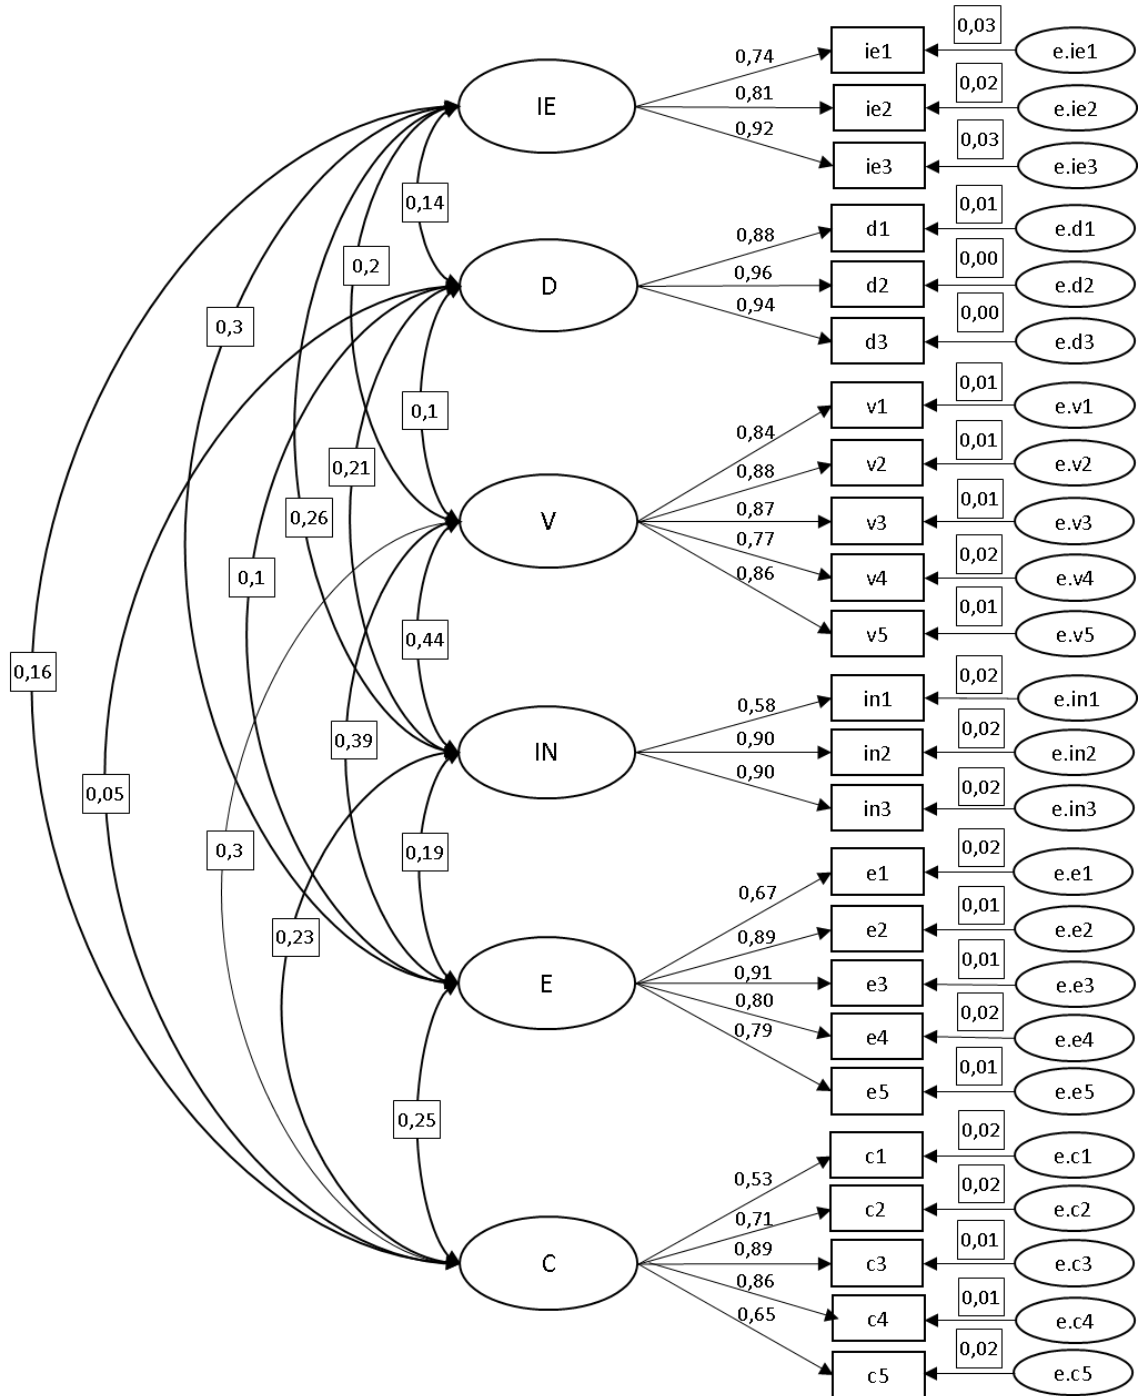 0,03
ie1
e.ie1
0,74
IE
0,81
0,02
ie2
e.ie2
0,92
0,03
ie3
e.ie3
0,14
0,01
d1
e.d1
0,88
0,2
D
0,96
0,00
d2
e.d2
0,94
0,00
d3
e.d3
0,3
0,1
0,01
v1
e.v1
0,84
0,21
0,01
v2
e.v2
0,88
0,26
V
0,87
0,01
v3
e.v3
0,77
0,02
v4
e.v4
0,1
0,86
0,01
v5
e.v5
0,44
0,16
0,02
in1
e.in1
0,58
0,39
IN
0,90
0,02
in2
e.in2
0,05
0,90
0,02
in3
e.in3
0,3
0,19
0,02
e1
e.e1
0,67
0,23
0,01
e2
e.e2
0,89
E
0,91
0,01
e3
e.e3
0,80
0,02
e4
e.e4
0,79
0,01
e5
e.e5
0,25
0,02
c1
e.c1
0,53
0,02
c2
e.c2
0,71
C
0,89
0,01
c3
e.c3
0,86
0,01
c4
e.c4
0,65
0,02
c5
e.c5